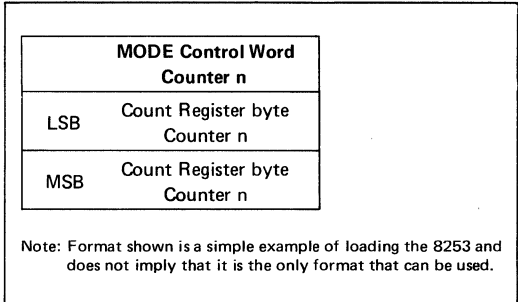 MODE Control Word
Counter n
LSB Count Register byte
Counter n
MSB Count Register byte
Counter n
Note: Format shown is a simple example of loading the 8253 and
does not imply that it is the only format that can be used.